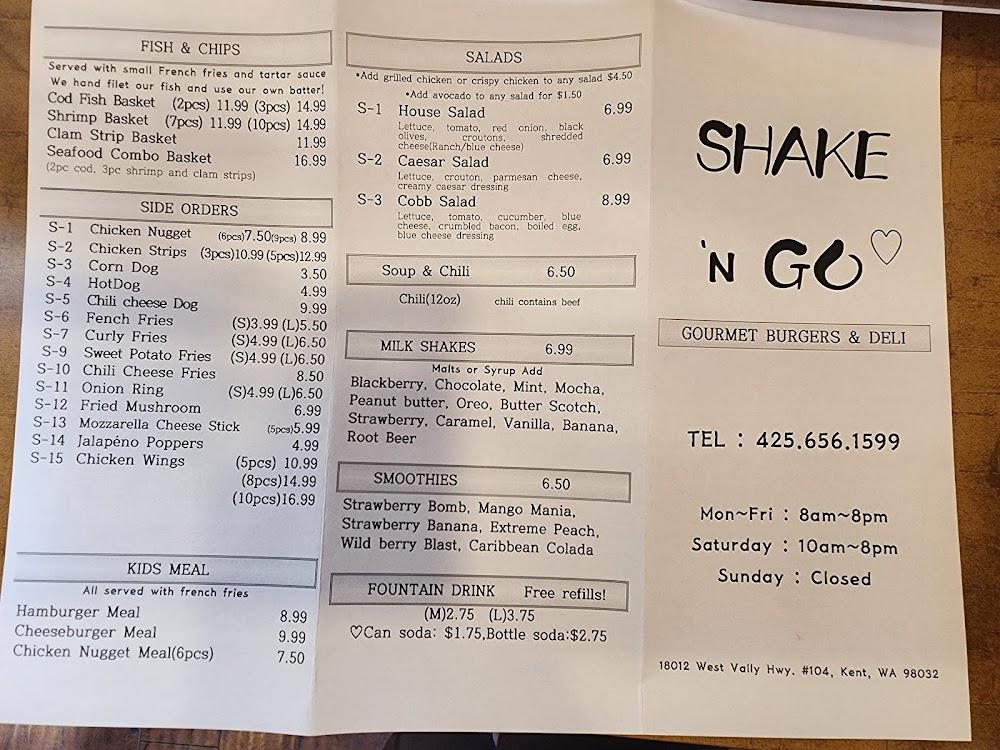 FISH & CHIPS
Served with small French fries and tartar sauce
We hand filet our fish and use our own batter!
Cod Fish Basket (2pcs) 11.99 (3pcs) 14.99
Shrimp Basket (7pcs) 11.99 (10pcs) 14.99
Clam Strip Basket 11.99
Seafood Combo Basket 16.99
(2pc cod, 3pc shrimp and clam strips)
SIDE ORDERS
S-1 Chicken Nugget (6pcs)7.50(9pcs) 8.99
S-2 Chicken Strips (3pcs)10.99 (5pcs)12.99
S-3 Corn Dog 3.50
S-4 HotDog 4.99
S-5 Chili cheese Dog 9.99
S-6 Fench Fries (S)3.99 (L)5.50
S-7 Curly Fries (S)4.99 (L)6.50
S-9 Sweet Potato Fries (S)4.99 (L)6.50
S-10 Chili Cheese Fries 8.50
S-11 Onion Ring (S)4.99 (L)6.50
S-12 Fried Mushroom 6.99
S-13 Mozzarella Cheese Stick (5pcs)5.99
S-14 Jalapéno Poppers 4.99
S-15 Chicken Wings (5pcs) 10.99
(8pcs)14.99
(10pcs)16.99
KIDS MEAL
All served with french fries
Hamburger Meal 8.99
Cheeseburger Meal 9.99
Chicken Nugget Meal(6pcs) 7.50
SALADS
*Add grilled chicken or crispy chicken to any salad $4.50
*Add avocado to any salad for $1.50
S-1 House Salad 6.99
Lettuce, tomato, red onion, black
olives, croutons, shredded
cheese(Ranch/blue cheese)
S-2 Caesar Salad 6.99
Lettuce, crouton, parmesan cheese,
creamy caesar dressing
S-3 Cobb Salad 8.99
Lettuce, tomato, cucumber, blue
cheese, crumbled bacon, boiled egg,
blue cheese dressing
Soup & Chili 6.50
Chili(12oz) chili contains beef
MILK SHAKES 6.99
Malts or Syrup Add
Blackberry, Chocolate, Mint, Mocha,
Peanut butter, Oreo, Butter Scotch,
Strawberry, Caramel, Vanilla, Banana,
Root Beer
SMOOTHIES 6.50
Strawberry Bomb, Mango Mania,
Strawberry Banana, Extreme Peach,
Wild berry Blast, Caribbean Colada
FOUNTAIN DRINK Free refills!
(M)2.75 (L)3.75
♡Can soda: $1.75,Bottle soda:$2.75
SHAKE
'N GO♡
GOURMET BURGERS & DELI
TEL : 425.656.1599
Mon~Fri : 8am~8pm
Saturday : 10am~8pm
Sunday : Closed
18012 West Vally Hwy. #104, Kent, WA 98032